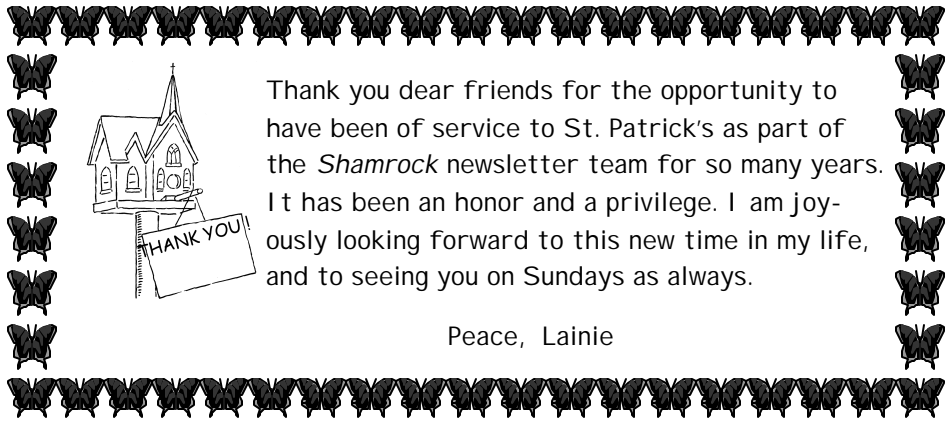 Thank you dear friends for the opportunity to
have been of service to St. Patrick's as part of
the Shamrock newsletter team for so many years.
It has been an honor and a privilege. I am joy-
ously looking forward to this new time in my life,
and to seeing you on Sundays as always.
THANK YOU!
Peace, Lainie